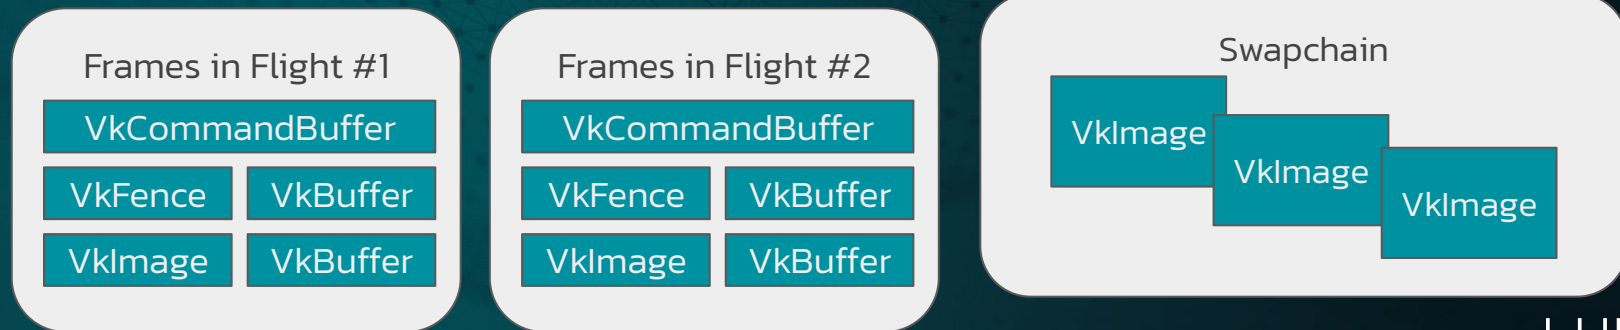 Frames in Flight #1
VkCommandBuffer
VkFence VkBuffer
VkImage VkBuffer
Frames in Flight #2
VkCommandBuffer
VkFence VkBuffer
VkImage VkBuffer
Swapchain
VkImage
VkImage
VkImage